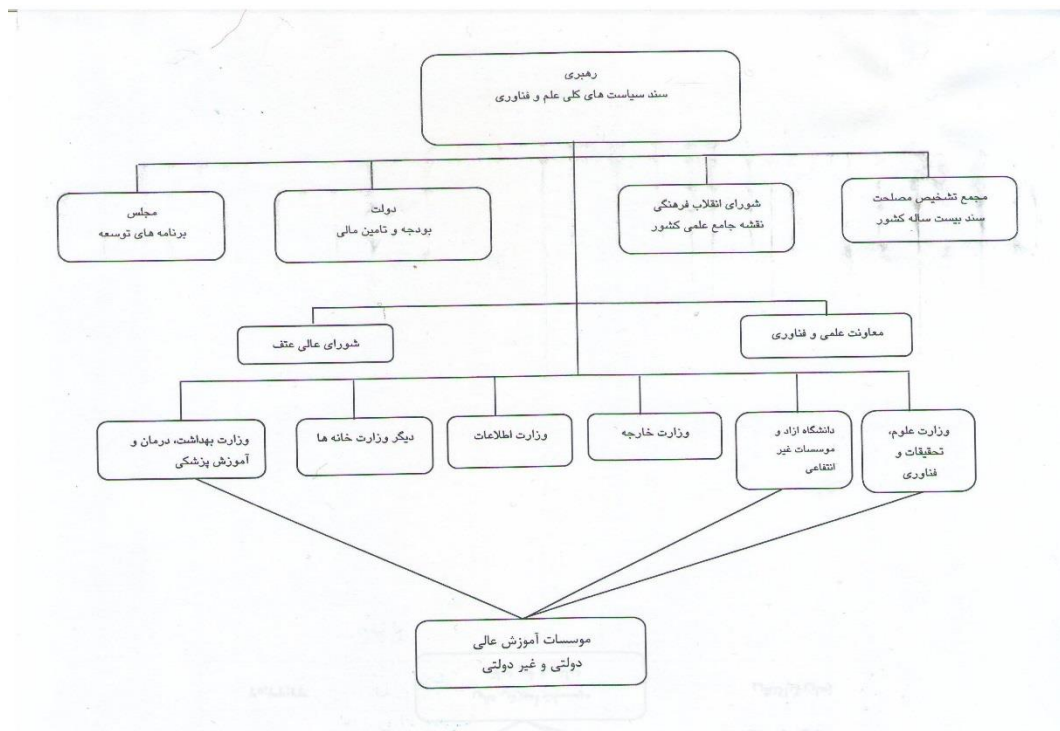 رهبری
سند سیاست های کلی علم و فناوری
مجمع تشخیص مصلحت
سند بیست ساله کشور
شورای انقلاب فرهنگی
نقشه جامع علمی کشور
دولت
بودجه و تامین مالی
مجلس
برنامه های توسعه
معاونت علمی و فناوری
شورای عالی عتف
وزارت علوم،
تحقیقات و
فناوری
دانشگاه ازاد و
موسسات غیر
انتفاعی
وزارت خارجه
وزارت اطلاعات
دیگر وزارت خانه ها
وزارت بهداشت، درمان و
آموزش پزشکی
موسسات آموزش عالی
دولتی و غیر دولتی